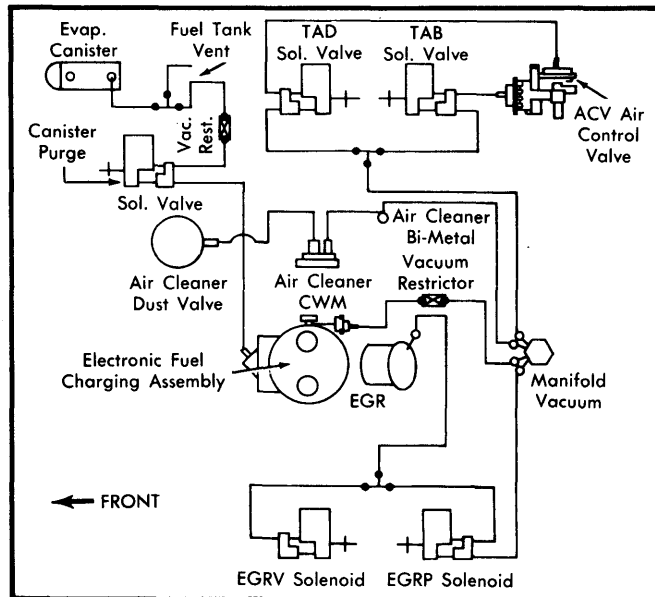 Evap.
Canister
Fuel Tank
Vent
TAD
Sol. Valve
TAB
Sol. Valve
ACV Air
Control
Valve
Vac.
Rest.
Canister
Purge
Sol. Valve
Air Cleaner
Bi-Metal
Air Cleaner
Dust Valve
Air Cleaner
CWM
Vacuum
Restrictor
Electronic Fuel
Charging Assembly
EGR
Manifold
Vacuum
FRONT
EGRV Solenoid
EGRP Solenoid